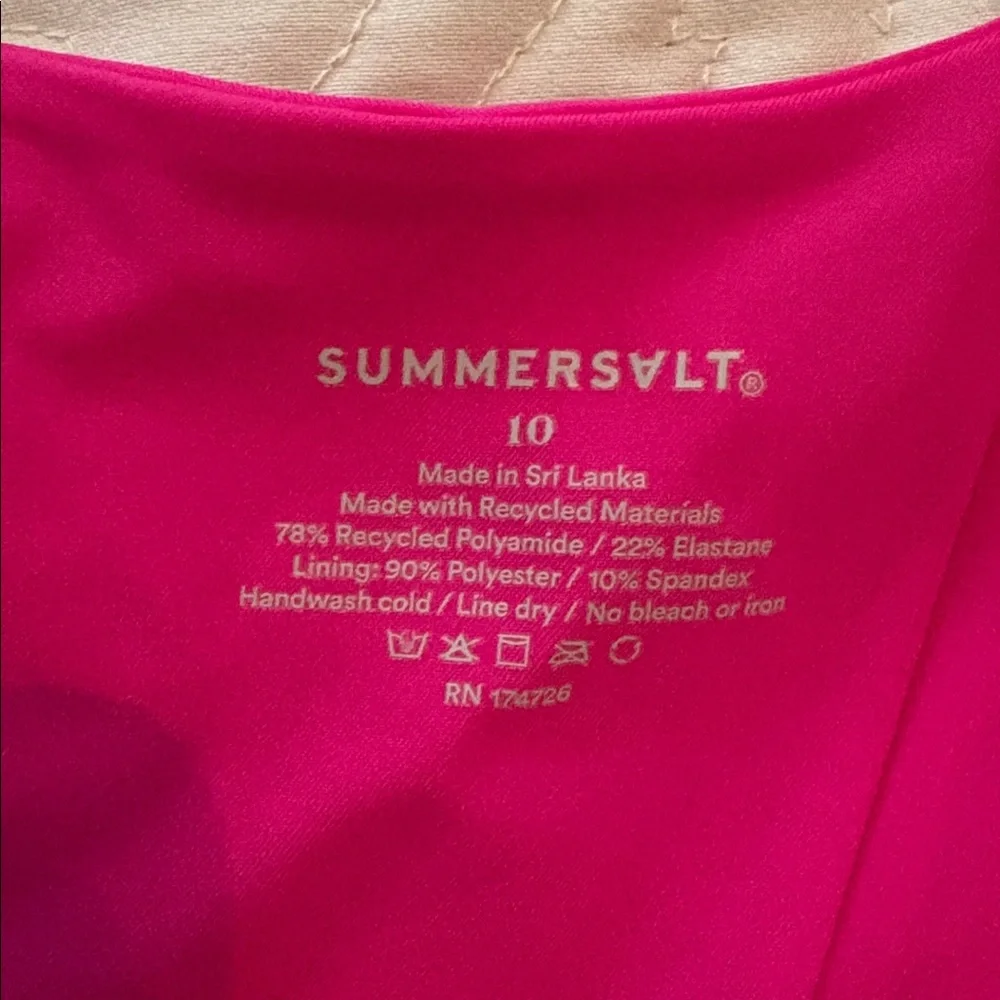 SUMMERSALT®
10
Made in Sri Lanka
Made with Recycled Materials
78% Recycled Polyamide / 22% Elastane
Lining: 90% Polyester / 10% Spandex
Handwash cold / Line dry / No bleach or iron
RN 174726